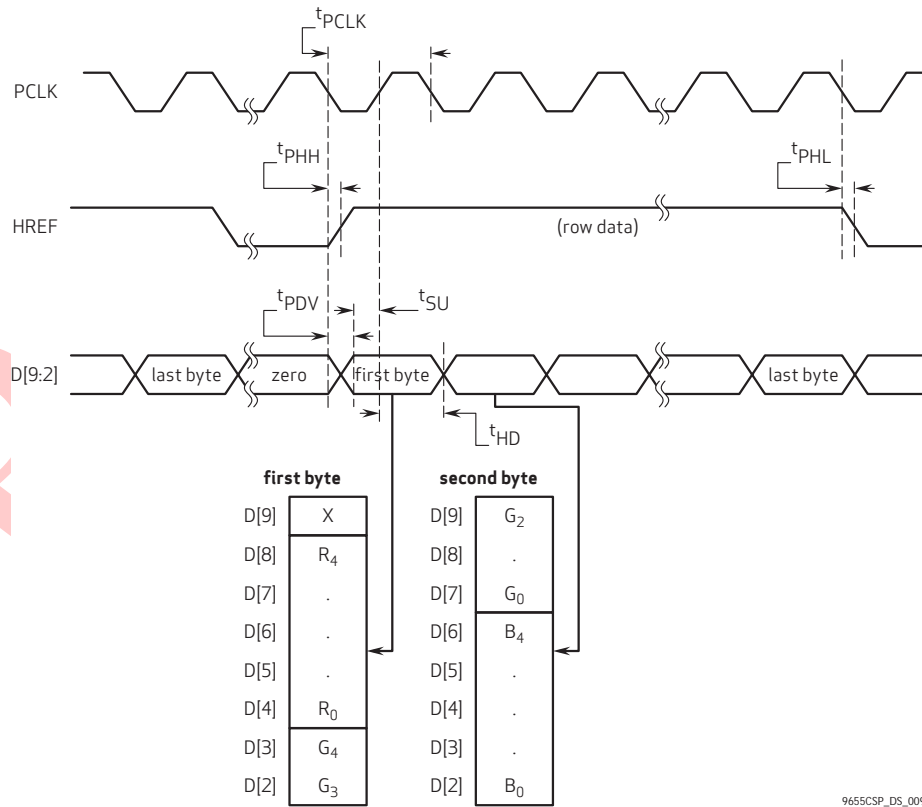 tPCLK
PCLK
tPHH
tPHL
HREF
(row data)
tPDV
tSU
D[9:2]
last byte
zero
first byte
last byte
tHD
first byte
second byte
D[9] X
D[9] G2
D[8] R4
D[8] .
D[7] .
D[7] G0
D[6] .
D[6] B4
D[5] .
D[5] .
D[4] R0
D[4] .
D[3] G4
D[3] .
D[2] G3
D[2] B0
9655CSP_DS_009